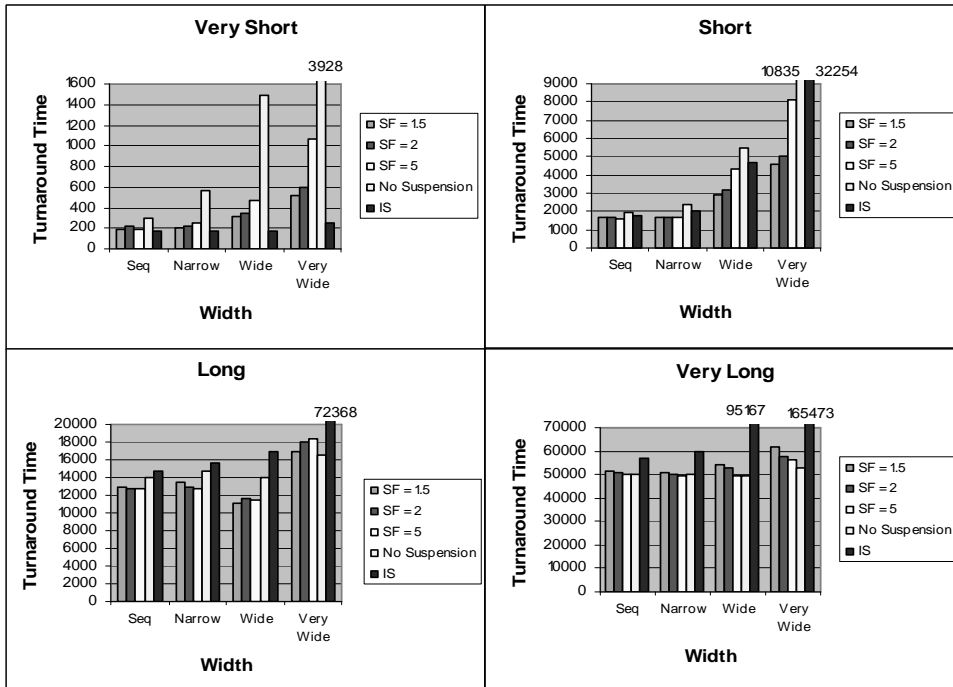 Very Short
3928
Turnaround Time
1600
1400
1200
1000
800
600
400
200
0
Seq
Narrow
Wide
Very Wide
Width
SF = 1.5
SF = 2
SF = 5
No Suspension
IS
Short
10835
32254
Turnaround Time
9000
8000
7000
6000
5000
4000
3000
2000
1000
0
Seq
Narrow
Wide
Very
Wide
Width
SF = 1.5
SF = 2
SF = 5
No Suspension
IS
Long
72368
Turnaround Time
20000
18000
16000
14000
12000
10000
8000
6000
4000
2000
0
Seq
Narrow
Wide
Very
Wide
Width
SF = 1.5
SF = 2
SF = 5
No Suspension
IS
Very Long
95167
165473
Turnaround Time
70000
60000
50000
40000
30000
20000
10000
0
Seq
Narrow
Wide
Very
Wide
Width
SF = 1.5
SF = 2
SF = 5
No Suspension
IS